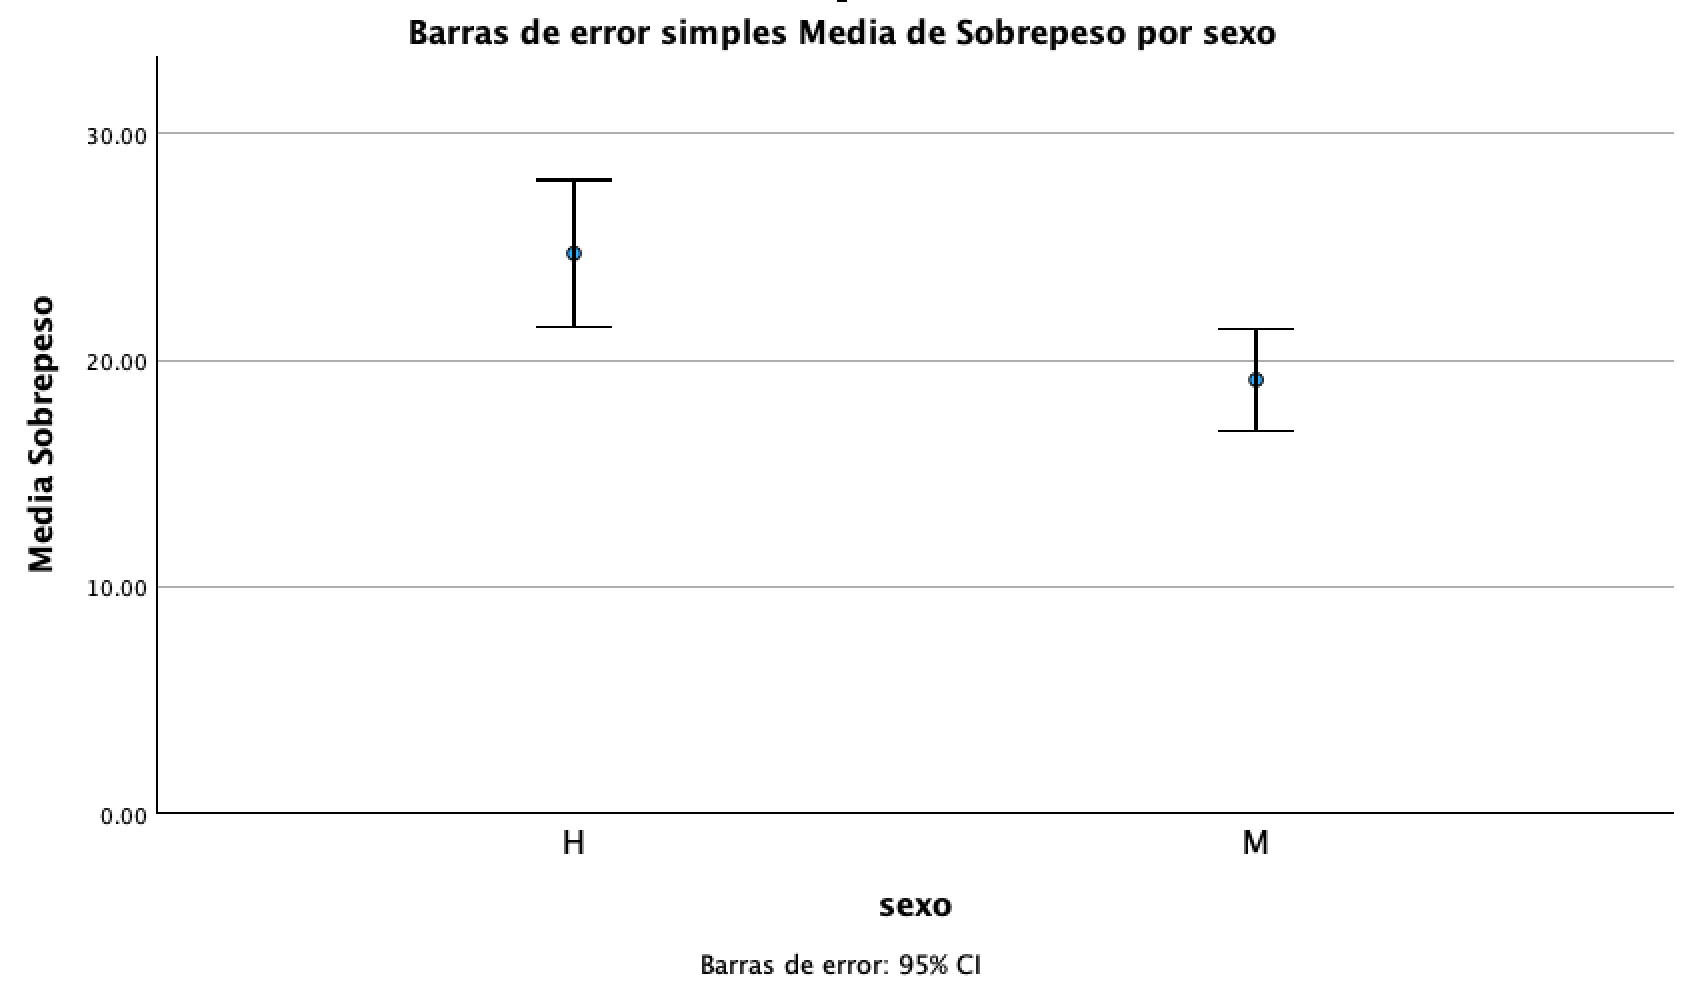 Barras de error simples Media de Sobrepeso por sexo
Media Sobrepeso
30.00
20.00
10.00
0.00
H
M
sexo
Barras de error: 95% CI